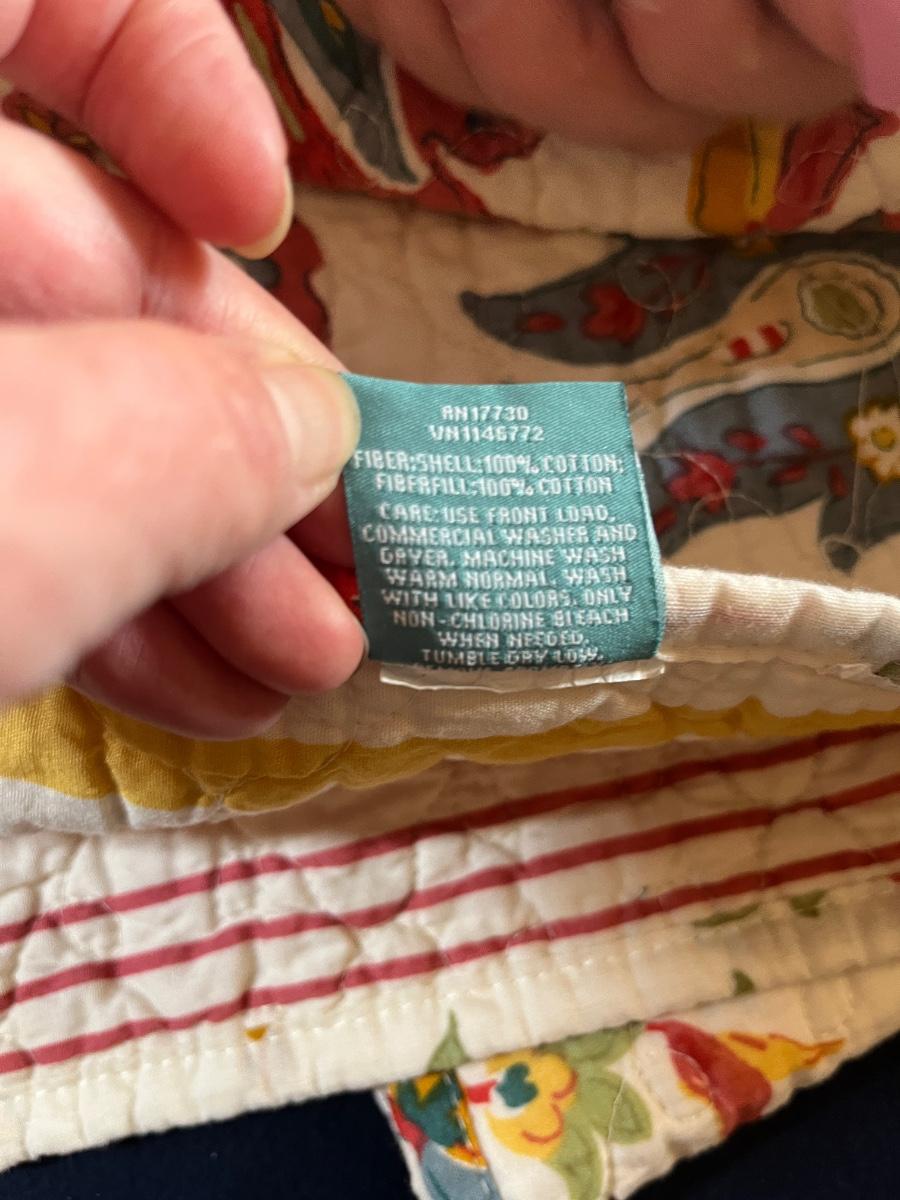 RN17730
VN1146772
FIBER:SHELL:100% COTTON;
FIBERFILL:100% COTTON
CARE: USE FRONT LOAD,
COMMERCIAL WASHER AND
DRYER. MACHINE WASH
WARM NORMAL, WASH
WITH LIKE COLORS, ONLY
NON-CHLORINE BLEACH
WHEN NEEDED,
TUMBLE DRY LOW,